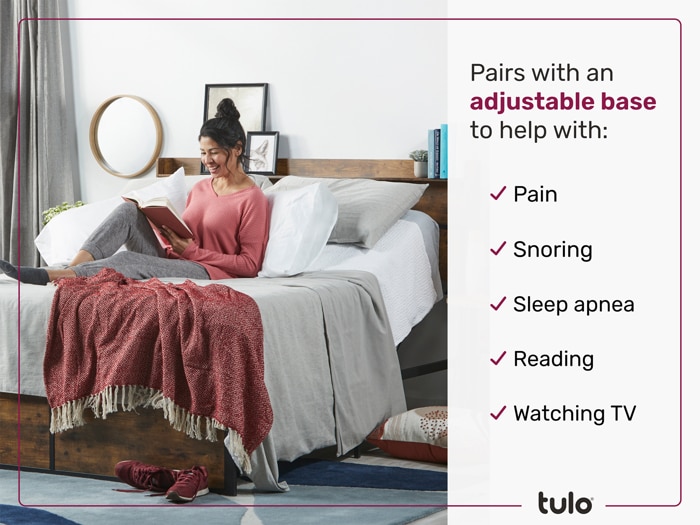 Pairs with an
adjustable base
to help with:
✓ Pain
✓ Snoring
✓ Sleep apnea
✓ Reading
✓ Watching TV
tulo